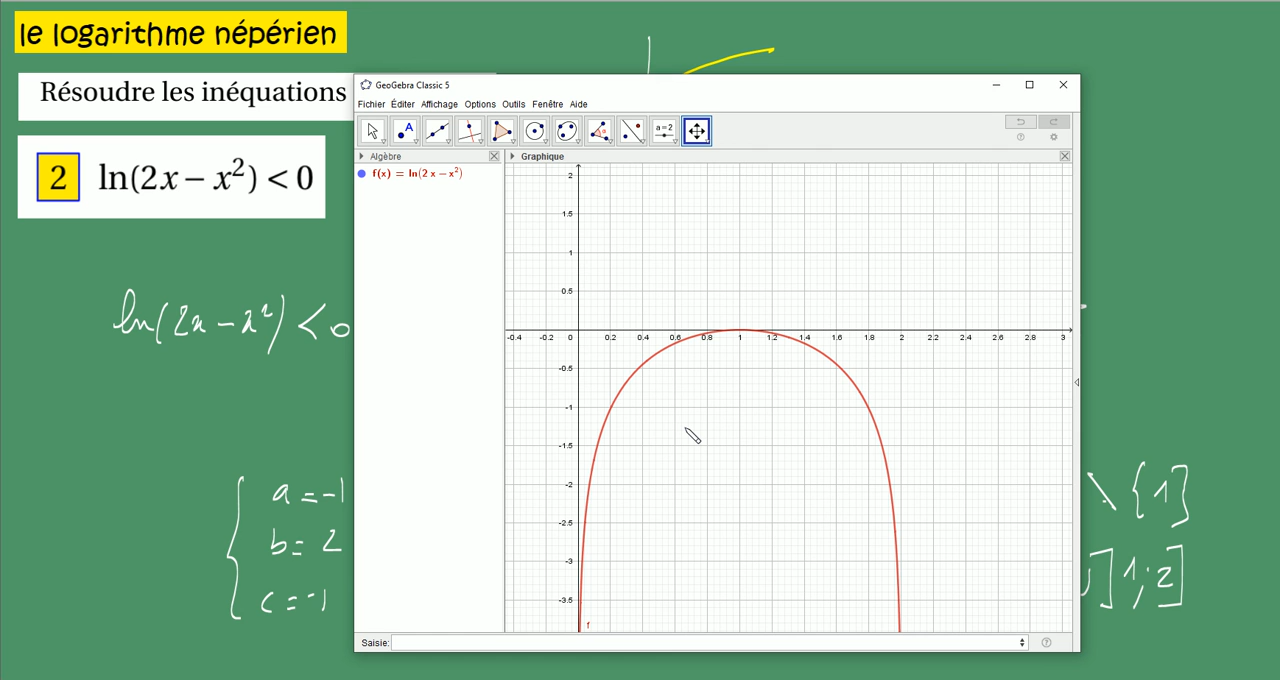 le logarithme népérien
Résoudre les inéquations
2 ln(2x − x²) < 0
ln(2x − x²) < 0
a = −1
b = 2
c = −1
\ {1}
]1;2]
GeoGebra Classic 5
Fichier Éditer Affichage Options Outils Fenêtre Aide
A a=2
Algèbre
Graphique
f(x) = ln(2 x − x²)
2
1.5
1
0.5
-0.4 -0.2 0 0.2 0.4 0.6 0.8 1 1.2 1.4 1.6 1.8 2 2.2 2.4 2.6 2.8 3
-0.5
-1
-1.5
-2
-2.5
-3
-3.5
f
Saisie: